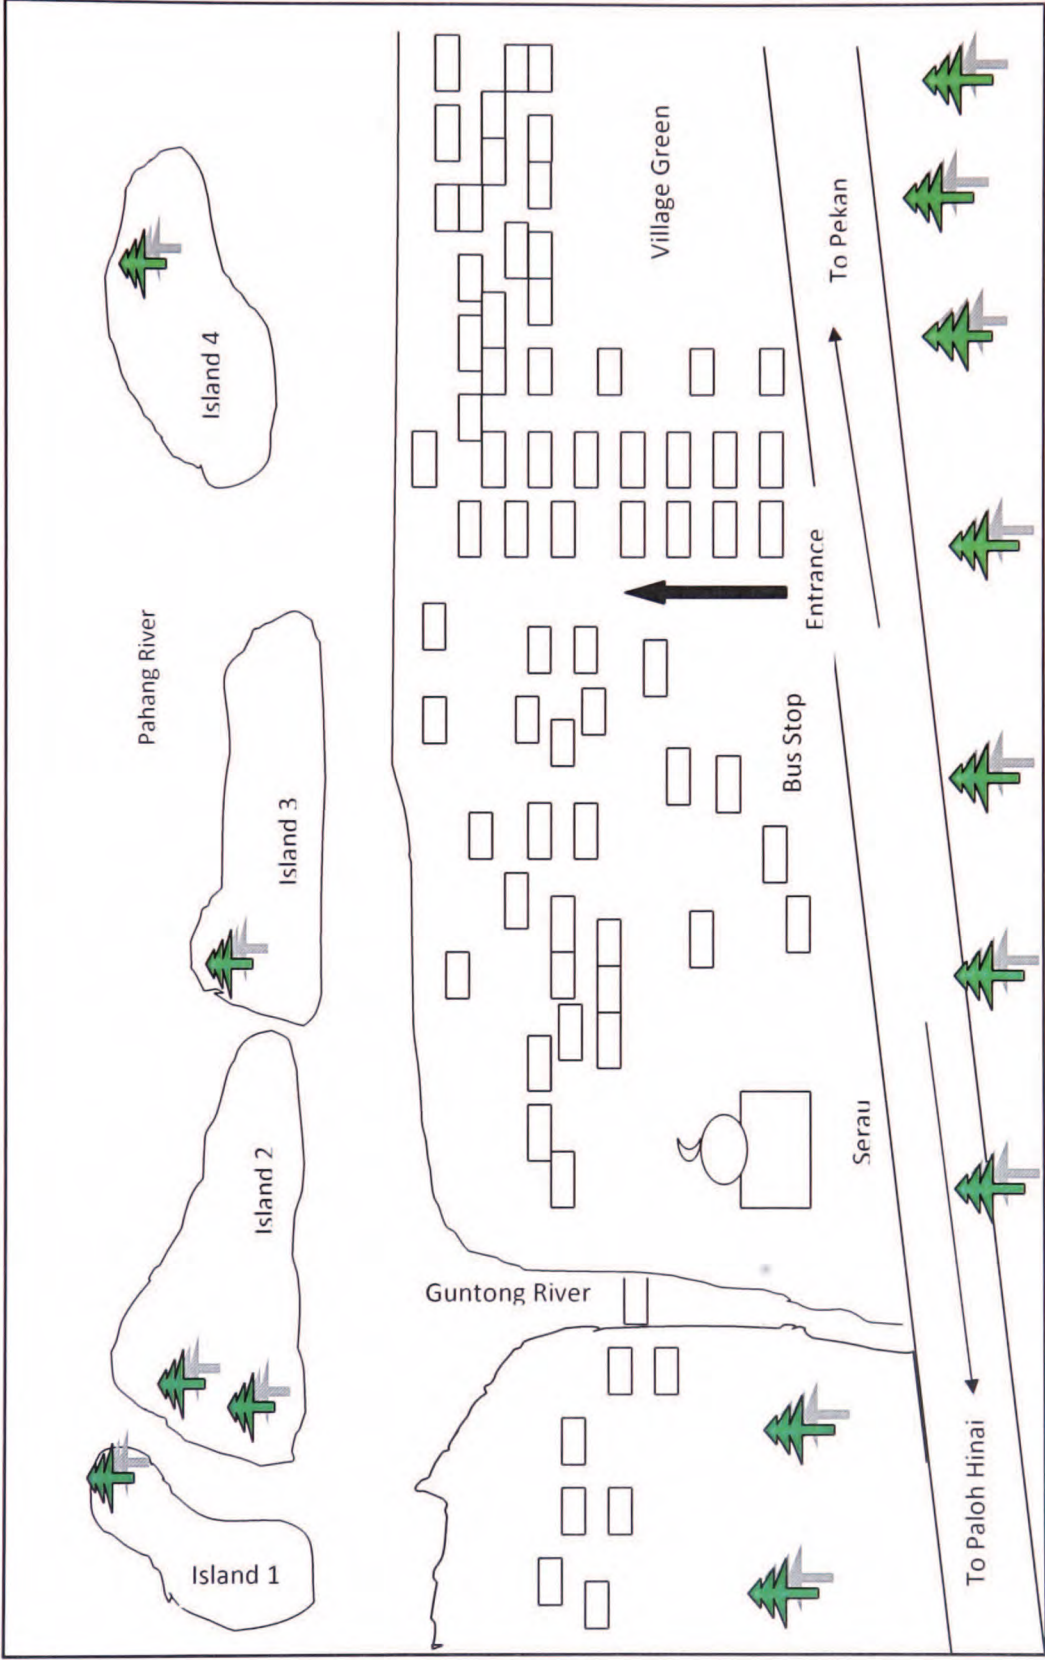 Pahang River
Island 1
Island 2
Island 3
Island 4
Guntong River
Serau
Bus Stop
Entrance
Village Green
To Paloh Hinai
To Pekan